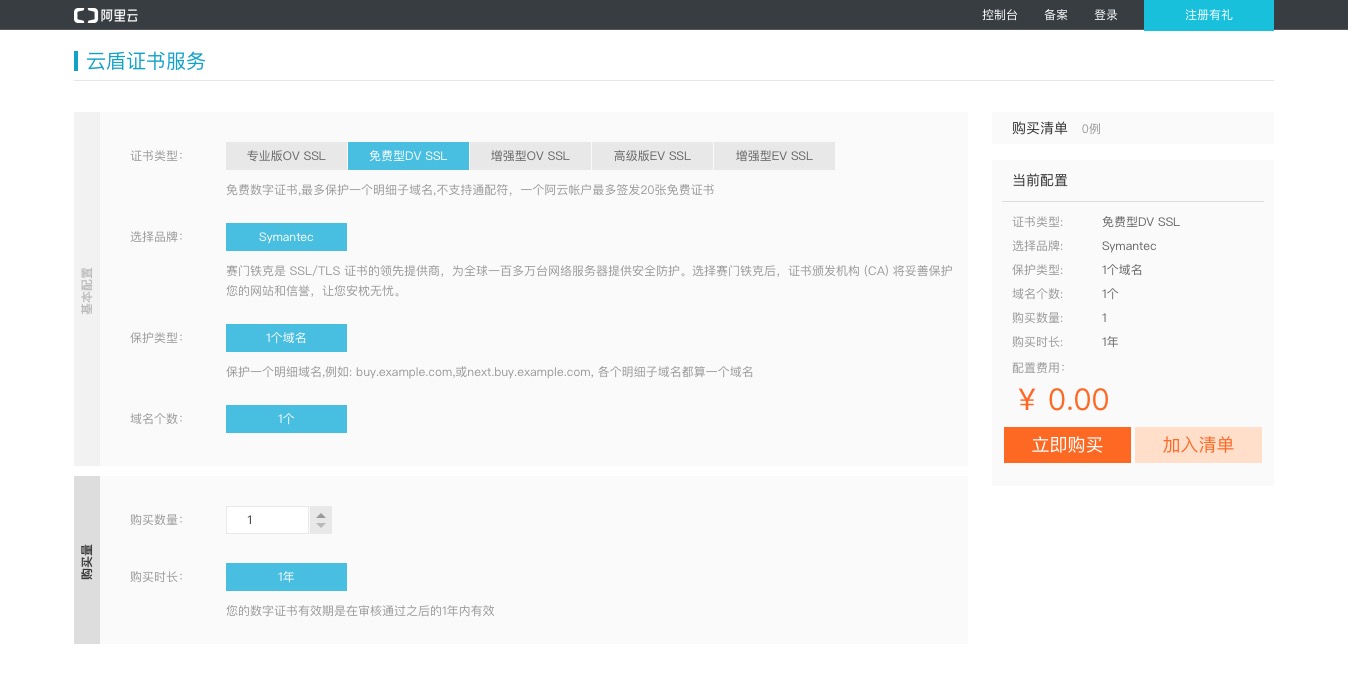 阿里云
控制台 备案 登录 注册有礼
云盾证书服务
基本配置
证书类型: 专业版OV SSL 免费型DV SSL 增强型OV SSL 高级版EV SSL 增强型EV SSL
免费数字证书,最多保护一个明细子域名,不支持通配符，一个阿云帐户最多签发20张免费证书
选择品牌: Symantec
赛门铁克是 SSL/TLS 证书的领先提供商，为全球一百多万台网络服务器提供安全防护。选择赛门铁克后，证书颁发机构 (CA) 将妥善保护
您的网站和信誉，让您安枕无忧。
保护类型: 1个域名
保护一个明细域名,例如: buy.example.com,或next.buy.example.com, 各个明细子域名都算一个域名
域名个数: 1个
购买量
购买数量: 1
购买时长: 1年
您的数字证书有效期是在审核通过之后的1年内有效
购买清单 0例
当前配置
证书类型: 免费型DV SSL
选择品牌: Symantec
保护类型: 1个域名
域名个数: 1个
购买数量: 1
购买时长: 1年
配置费用:
¥ 0.00
立即购买 加入清单